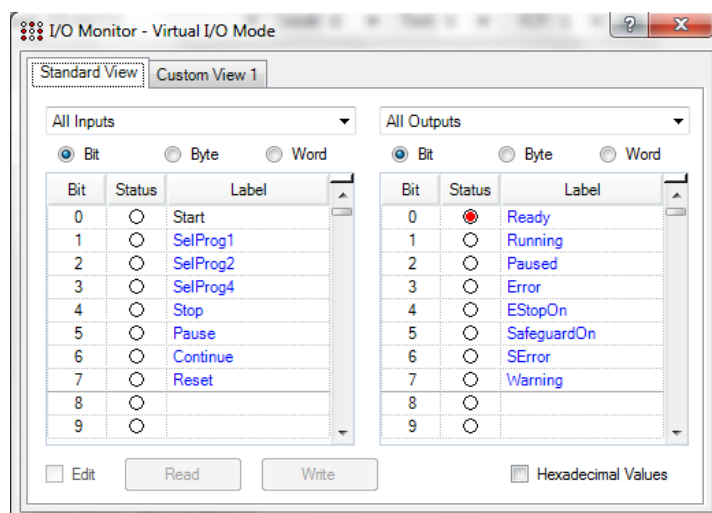 I/O Monitor - Virtual I/O Mode
Standard View Custom View 1
All Inputs All Outputs
Bit Byte Word Bit Byte Word
Bit Status Label Bit Status Label
0 Start 0 Ready
1 SelProg1 1 Running
2 SelProg2 2 Paused
3 SelProg4 3 Error
4 Stop 4 EStopOn
5 Pause 5 SafeguardOn
6 Continue 6 SError
7 Reset 7 Warning
8 8
9 9
Edit Read Write Hexadecimal Values